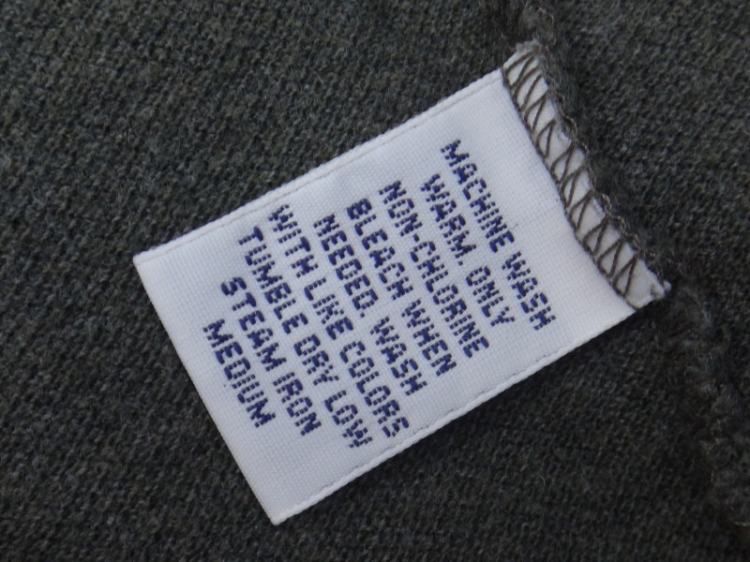 MACHINE WASH
WARM. ONLY
NON-CHLORINE
BLEACH WHEN
NEEDED. WASH
WITH LIKE COLORS
TUMBLE DRY LOW
STEAM IRON
MEDIUM